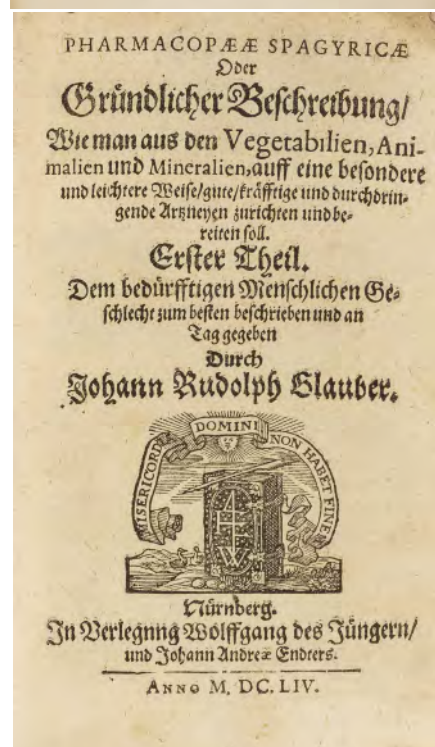 PHARMACOPÆÆ SPAGYRICÆ
Oder
Gründlicher Beschreibung/
Wie man aus den Vegetabilien, Ani-
malien und Mineralien, auff eine besondere
und leichtere Weise/gute/kräfftige und durchdrin-
gende Artzneyen zurichten und be-
reiten soll.
Erster Theil.
Dem bedürfftigen Menschlichen Ge-
schlecht zum besten beschrieben und an
Tag gegeben
Durch
Johann Rudolph Glauber.
MISERICORDIA DOMINI NON HABET FINEM
Nürnberg.
In Verlegnng Wolffgang des Jüngern/
und Johann Andreæ Endters.
ANNO M. DC. LIV.